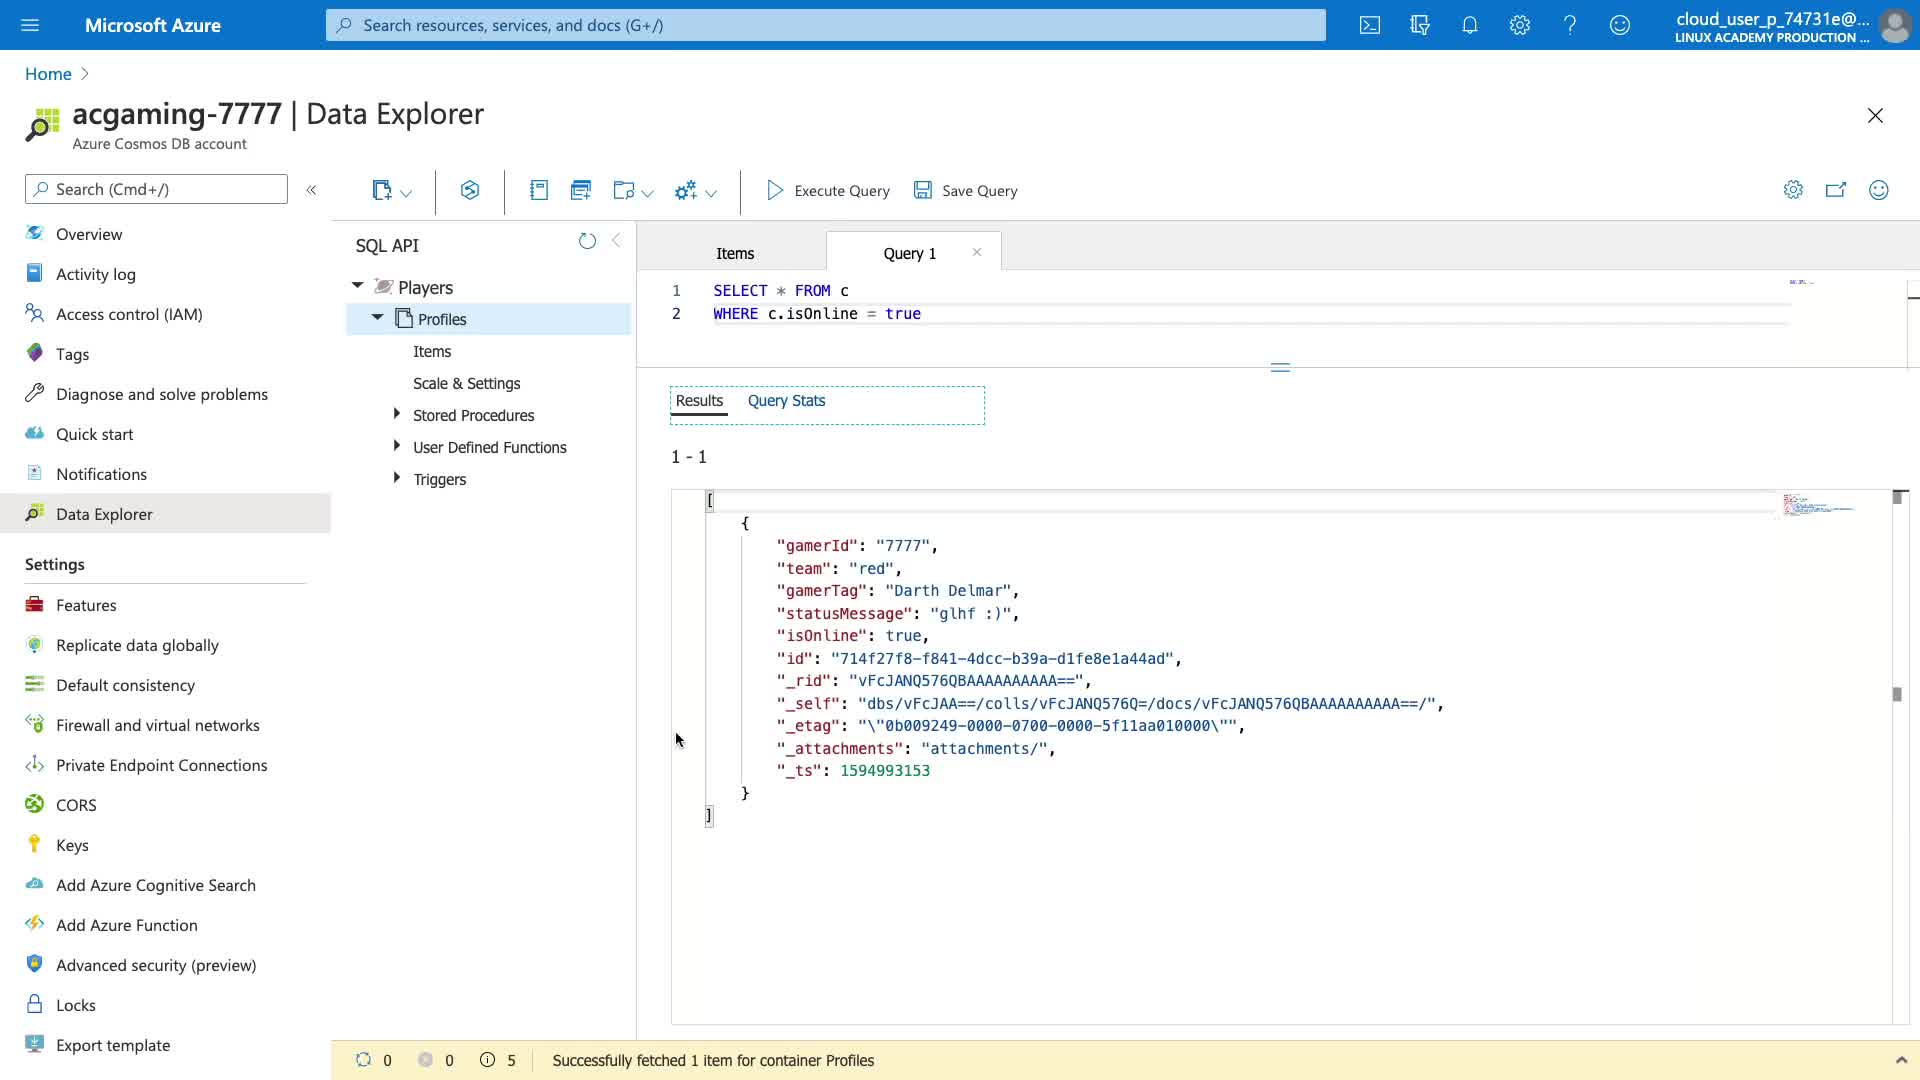 Microsoft Azure
Search resources, services, and docs (G+/)
cloud_user_p_74731e@...
LINUX ACADEMY PRODUCTION ...
Home
acgaming-7777 | Data Explorer
Azure Cosmos DB account
Search (Cmd+/)
«
Overview
Activity log
Access control (IAM)
Tags
Diagnose and solve problems
Quick start
Notifications
Data Explorer
Settings
Features
Replicate data globally
Default consistency
Firewall and virtual networks
Private Endpoint Connections
CORS
Keys
Add Azure Cognitive Search
Add Azure Function
Advanced security (preview)
Locks
Export template
Execute Query
Save Query
SQL API
Players
Profiles
Items
Scale & Settings
Stored Procedures
User Defined Functions
Triggers
Items
Query 1
1 SELECT * FROM c
2 WHERE c.isOnline = true
Results Query Stats
1 - 1
[
{
"gamerId": "7777",
"team": "red",
"gamerTag": "Darth Delmar",
"statusMessage": "glhf :)",
"isOnline": true,
"id": "714f27f8-f841-4dcc-b39a-d1fe8e1a44ad",
"_rid": "vFcJANQ576QBAAAAAAAAAA==",
"_self": "dbs/vFcJAA==/colls/vFcJANQ576Q=/docs/vFcJANQ576QBAAAAAAAAAA==/",
"_etag": "\"0b009249-0000-0700-0000-5f11aa010000\"",
"_attachments": "attachments/",
"_ts": 1594993153
}
]
0 0 5 Successfully fetched 1 item for container Profiles